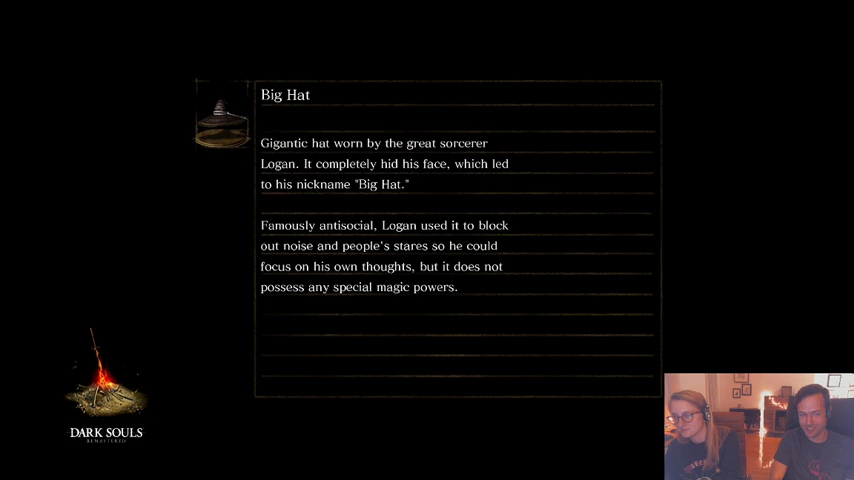 Big Hat
Gigantic hat worn by the great sorcerer
Logan. It completely hid his face, which led
to his nickname "Big Hat."
Famously antisocial, Logan used it to block
out noise and people's stares so he could
focus on his own thoughts, but it does not
possess any special magic powers.
DARK SOULS
REMASTERED